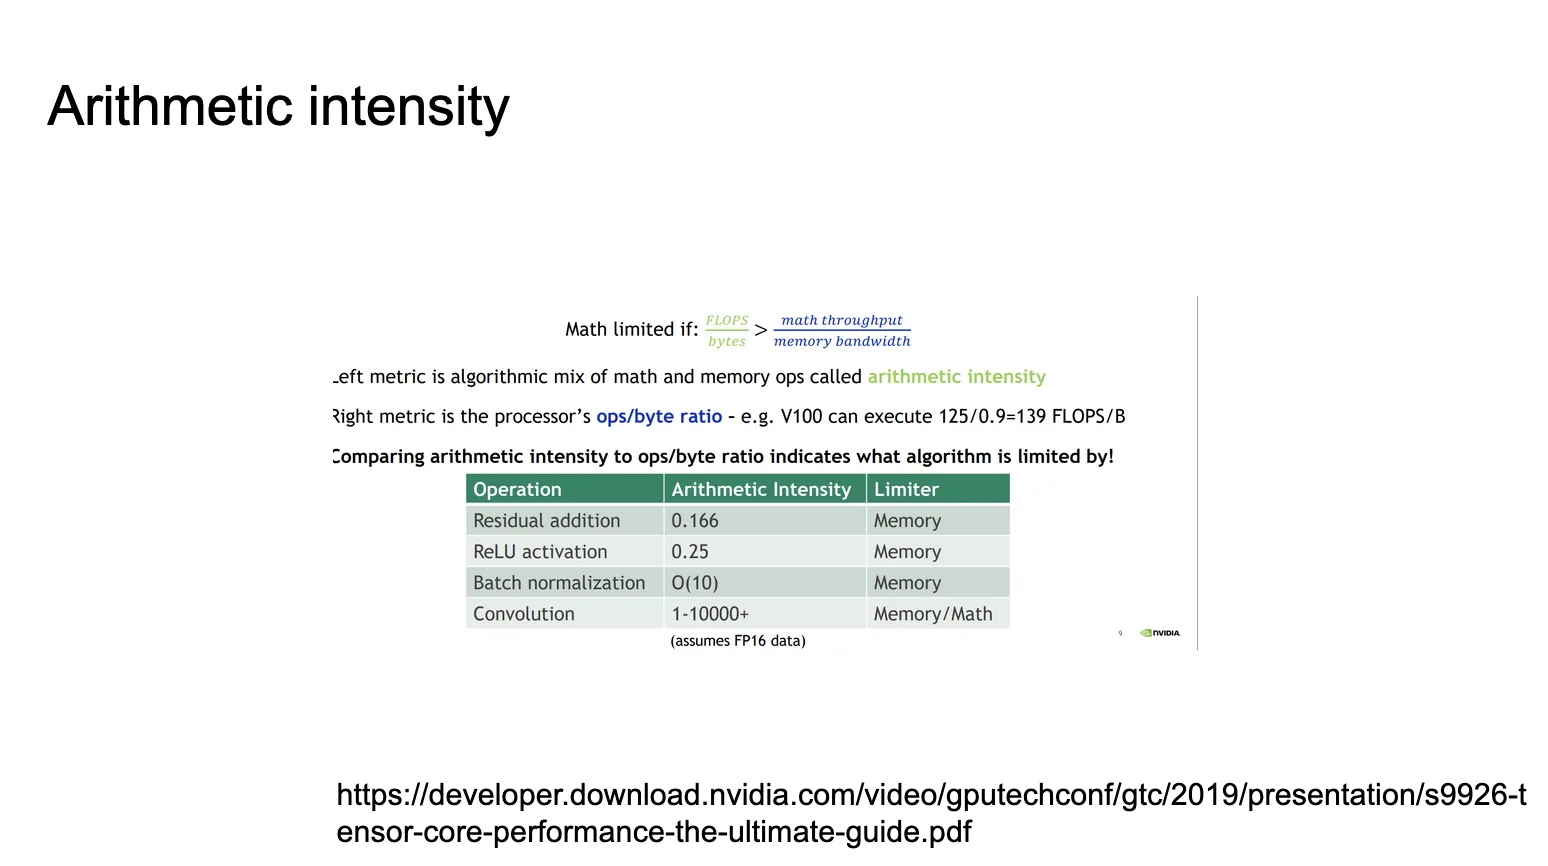 Arithmetic intensity
Math limited if: FLOPS/bytes > math throughput/memory bandwidth
Left metric is algorithmic mix of math and memory ops called arithmetic intensity
Right metric is the processor's ops/byte ratio – e.g. V100 can execute 125/0.9=139 FLOPS/B
Comparing arithmetic intensity to ops/byte ratio indicates what algorithm is limited by!
Operation Arithmetic Intensity Limiter
Residual addition 0.166 Memory
ReLU activation 0.25 Memory
Batch normalization O(10) Memory
Convolution 1-10000+ Memory/Math
(assumes FP16 data)
9 NVIDIA.
https://developer.download.nvidia.com/video/gputechconf/gtc/2019/presentation/s9926-t
ensor-core-performance-the-ultimate-guide.pdf